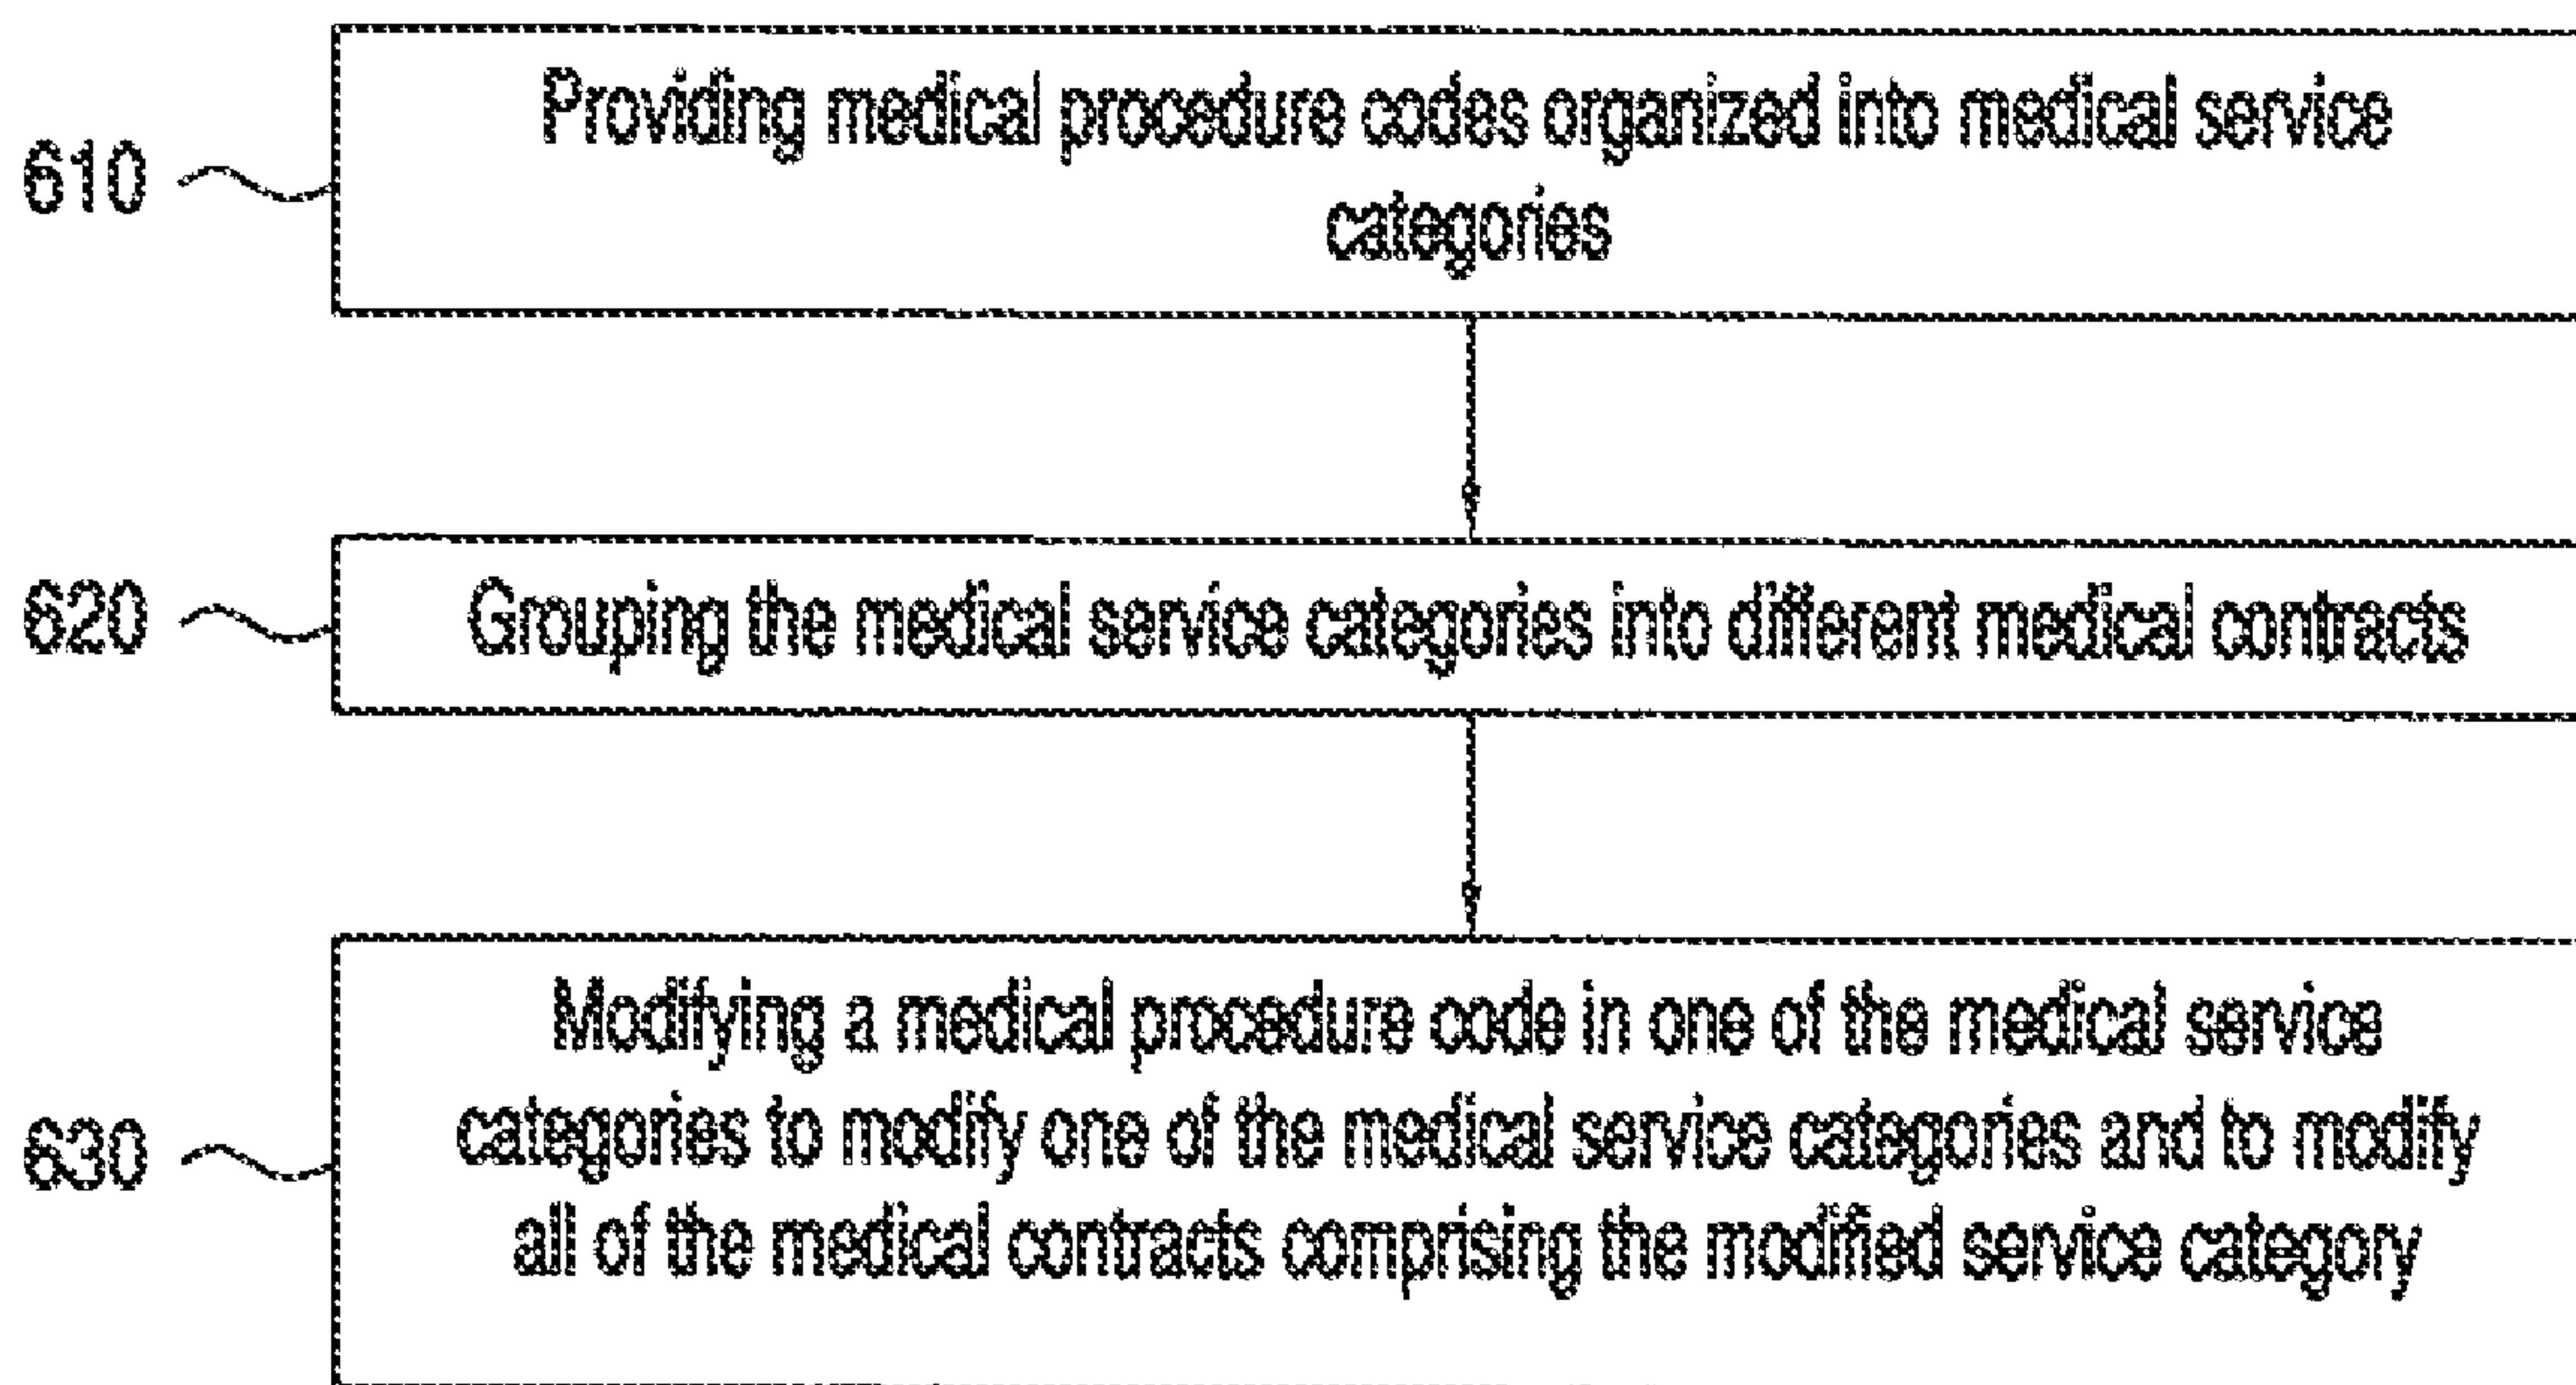 610
Providing medical procedure codes organized into medical service
categories
620
Grouping the medical service categories into different medical contracts
630
Modifying a medical procedure code in one of the medical service
categories to modify one of the medical service categories and to modify
all of the medical contracts comprising the modified service category